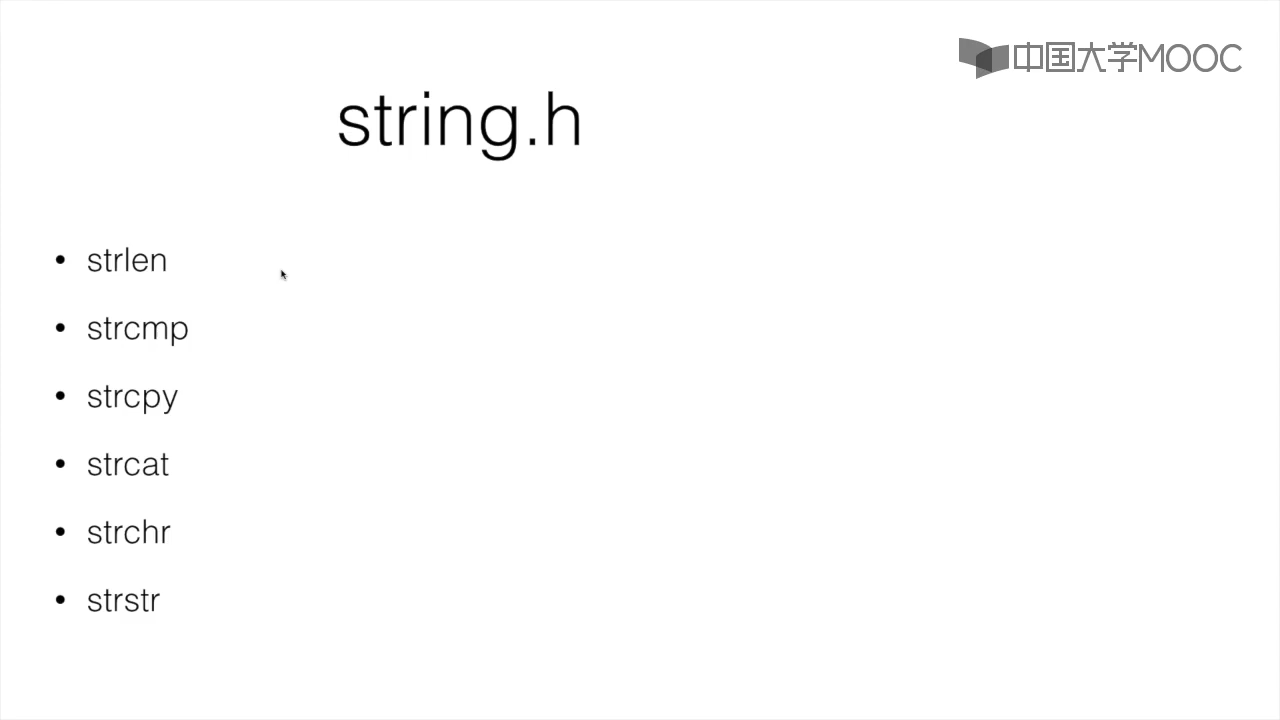 中国大学MOOC
string.h
• strlen
• strcmp
• strcpy
• strcat
• strchr
• strstr